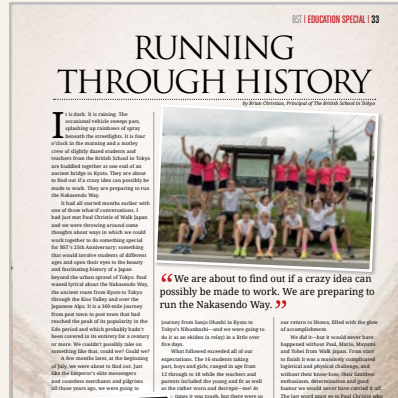 BST | EDUCATION SPECIAL | 33
RUNNING
THROUGH HISTORY
by Brian Christian, Principal of The British School in Tokyo
It is dark. It is raining. The
occasional vehicle sweeps past,
splashing up rainbows of spray
beneath the streetlights. It is four
o'clock in the morning and a motley
crew of slightly dazed students and
teachers from the British School in Tokyo
are huddled together at one end of an
ancient bridge in Kyoto. They are about
to find out if a crazy idea can possibly be
made to work. They are preparing to run
the Nakasendo Way.
It had all started months earlier with
one of those what-if conversations. I
had just met Paul Christie of Walk Japan
and we were throwing around some
thoughts about ways in which we could
work together to do something special
for BST's 25th Anniversary: something
that would involve students of different
ages and open their eyes to the beauty
and fascinating history of a Japan
beyond the urban sprawl of Tokyo. Paul
waxed lyrical about the Nakasendo Way,
the ancient route from Kyoto to Tokyo
through the Kiso Valley and over the
Japanese Alps. It is a 360-mile journey
from post town to post town that had
reached the peak of its popularity in the
Edo period and which probably hadn't
been covered in its entirety for a century
or more. We couldn't possibly take on
something like that, could we? Could we?
A few months later, at the beginning
of July, we were about to find out. Just
like the Emperor's elite messengers
and countless merchants and pilgrims
all those years ago, we were going to
“ We are about to find out if a crazy idea can
possibly be made to work. We are preparing to
run the Nakasendo Way. ”
journey from Sanjo Ohashi in Kyoto to
Tokyo's Nihonbashi—and we were going to
do it as an ekiden (a relay) in a little over
five days.
What followed exceeded all of our
expectations. The 16 students taking
part, boys and girls, ranged in age from
12 through to 18 while the teachers and
parents included the young and fit as well
as the rather worn and decrepit—me! At
times it was tough, but there were so
our return to Showa, filled with the glow
of accomplishment.
We did it—but it would never have
happened without Paul, Mario, Mayumi
and Yohei from Walk Japan. From start
to finish it was a massively complicated
logistical and physical challenge, and
without their know-how, their limitless
enthusiasm, determination and good
humour we would never have carried it off.
The last word must go to Paul Christie who